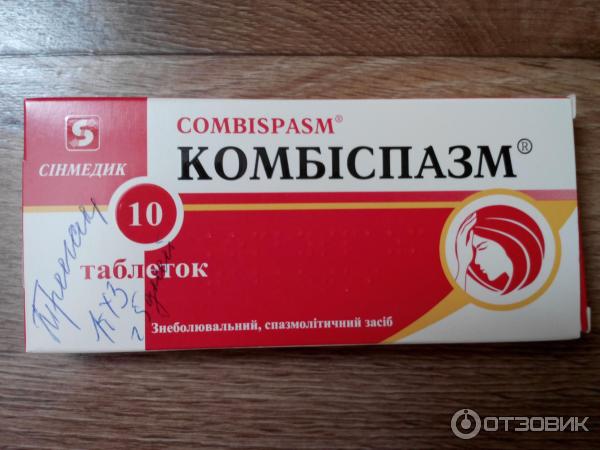 COMBISPASM®
КОМБІСПАЗМ®
СІНМЕДИК
10
таблеток
Знеболювальний, спазмолітичний засіб
ОТЗОВИК